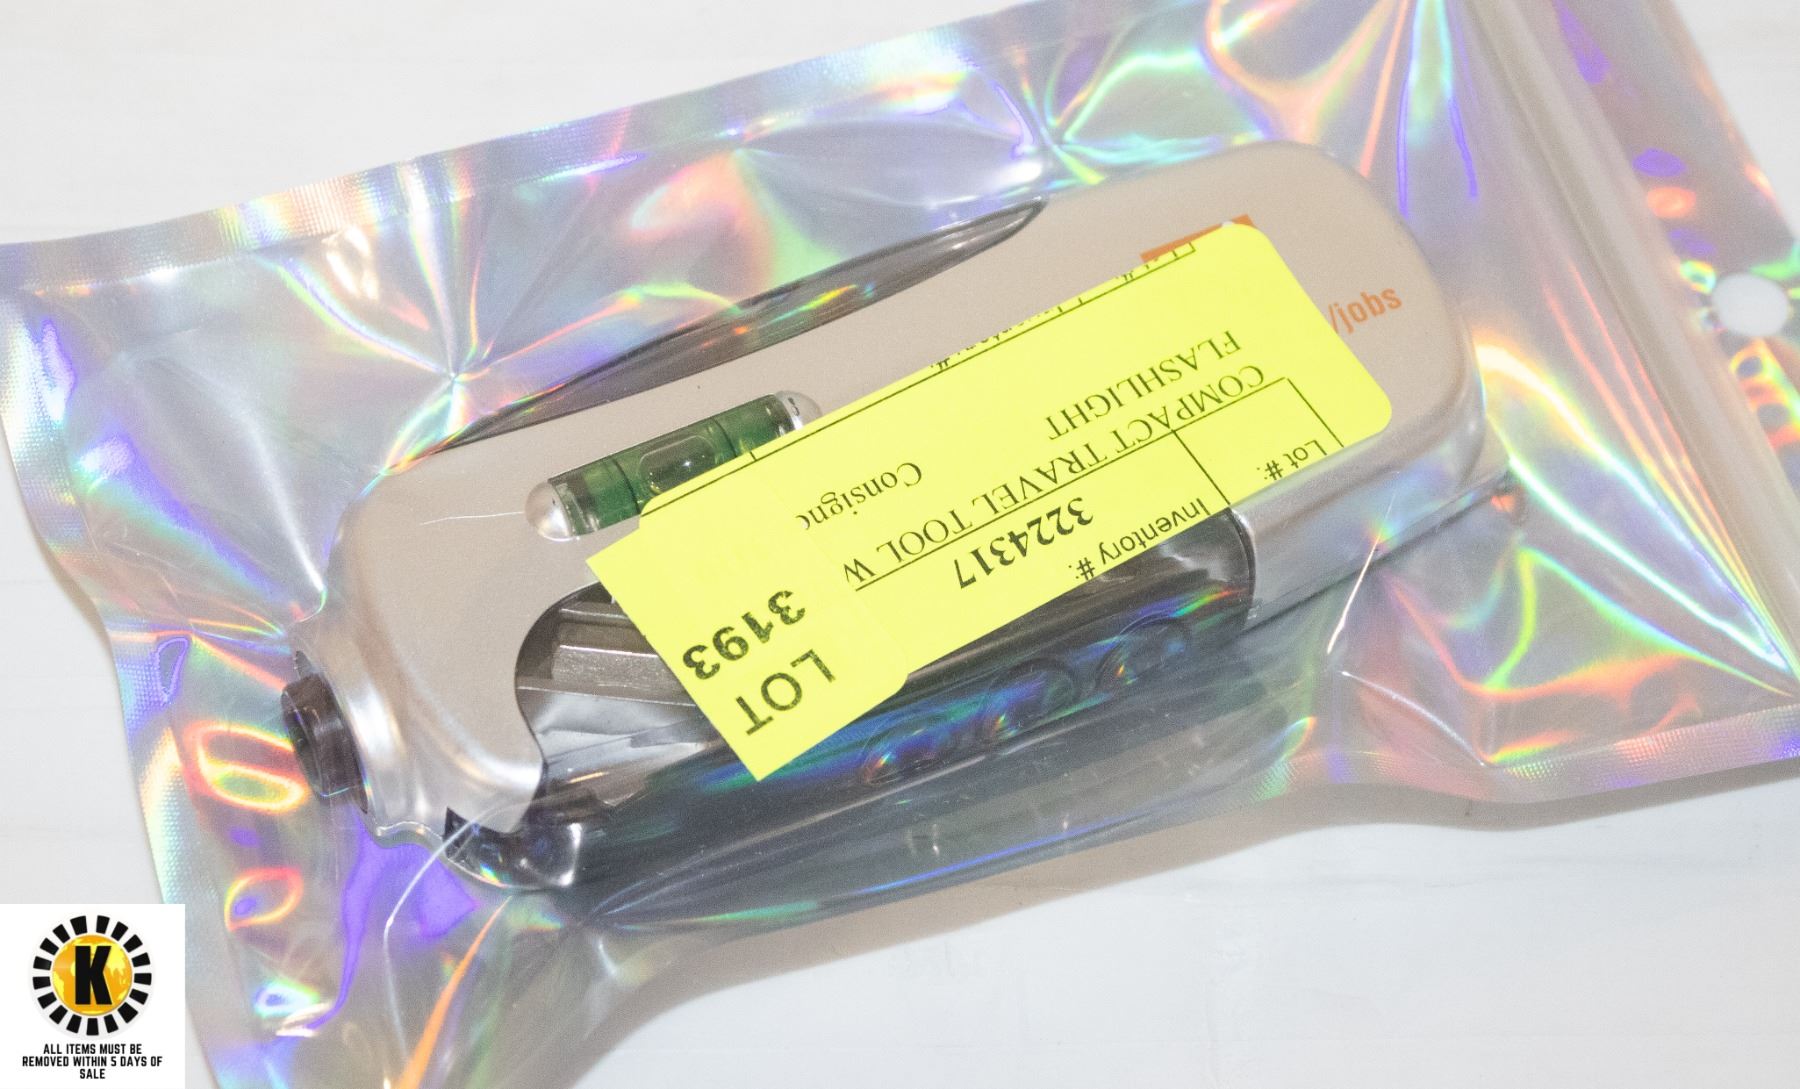 LOT
3193
Lot #:
Inventory #:
3224317
COMPACT TRAVEL TOOL W
FLASHLIGHT
Consign
/jobs
K
ALL ITEMS MUST BE
REMOVED WITHIN 5 DAYS OF
SALE